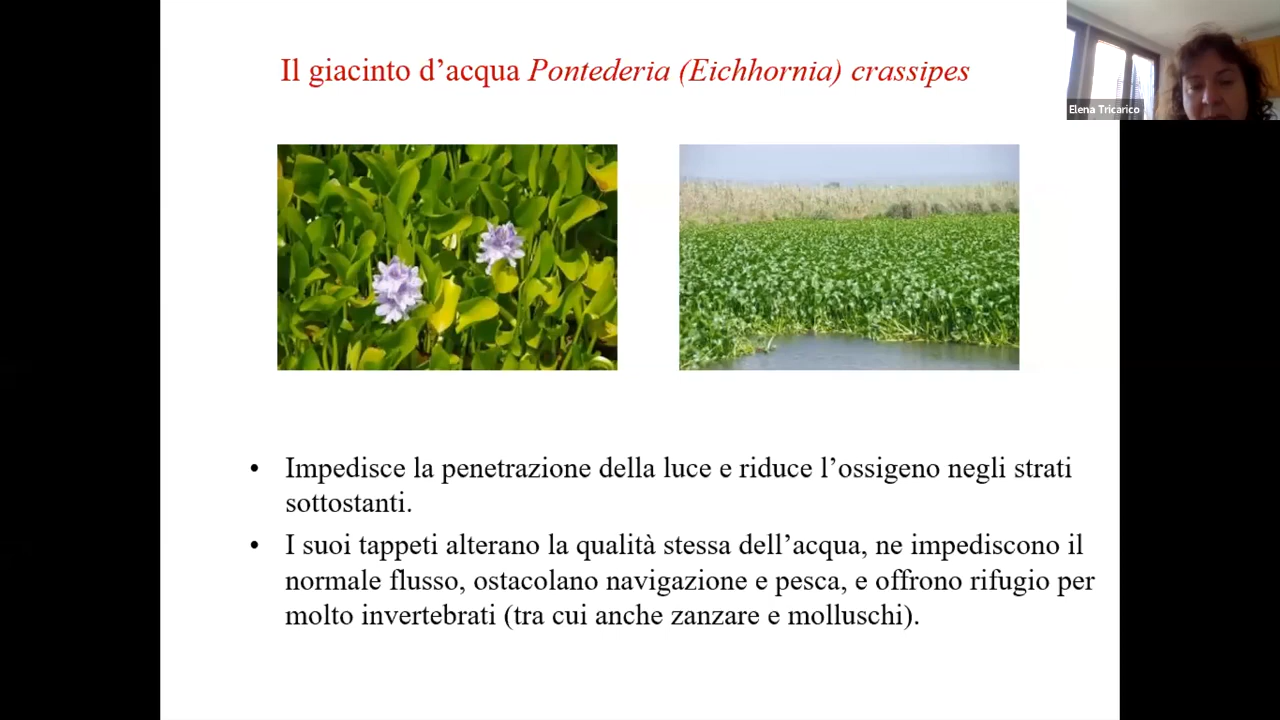 Il giacinto d’acqua Pontederia (Eichhornia) crassipes
Elena Tricarico
• Impedisce la penetrazione della luce e riduce l’ossigeno negli strati
sottostanti.
• I suoi tappeti alterano la qualità stessa dell’acqua, ne impediscono il
normale flusso, ostacolano navigazione e pesca, e offrono rifugio per
molto invertebrati (tra cui anche zanzare e molluschi).